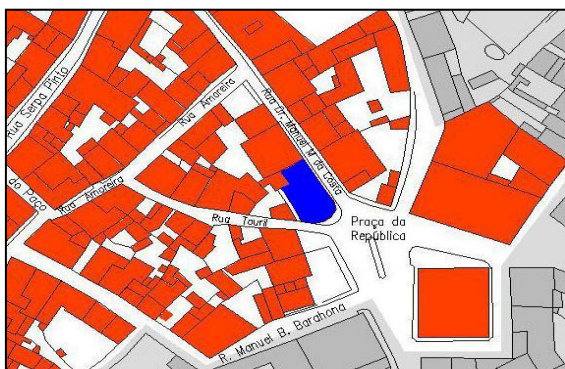 Rua Serpa Pinto
Rua Amoreira
Rua Dr. Manuel M da Costa
do Paço
Rua Amoreira
Rua Touril
Praça da
República
R. Manuel B. Barahona